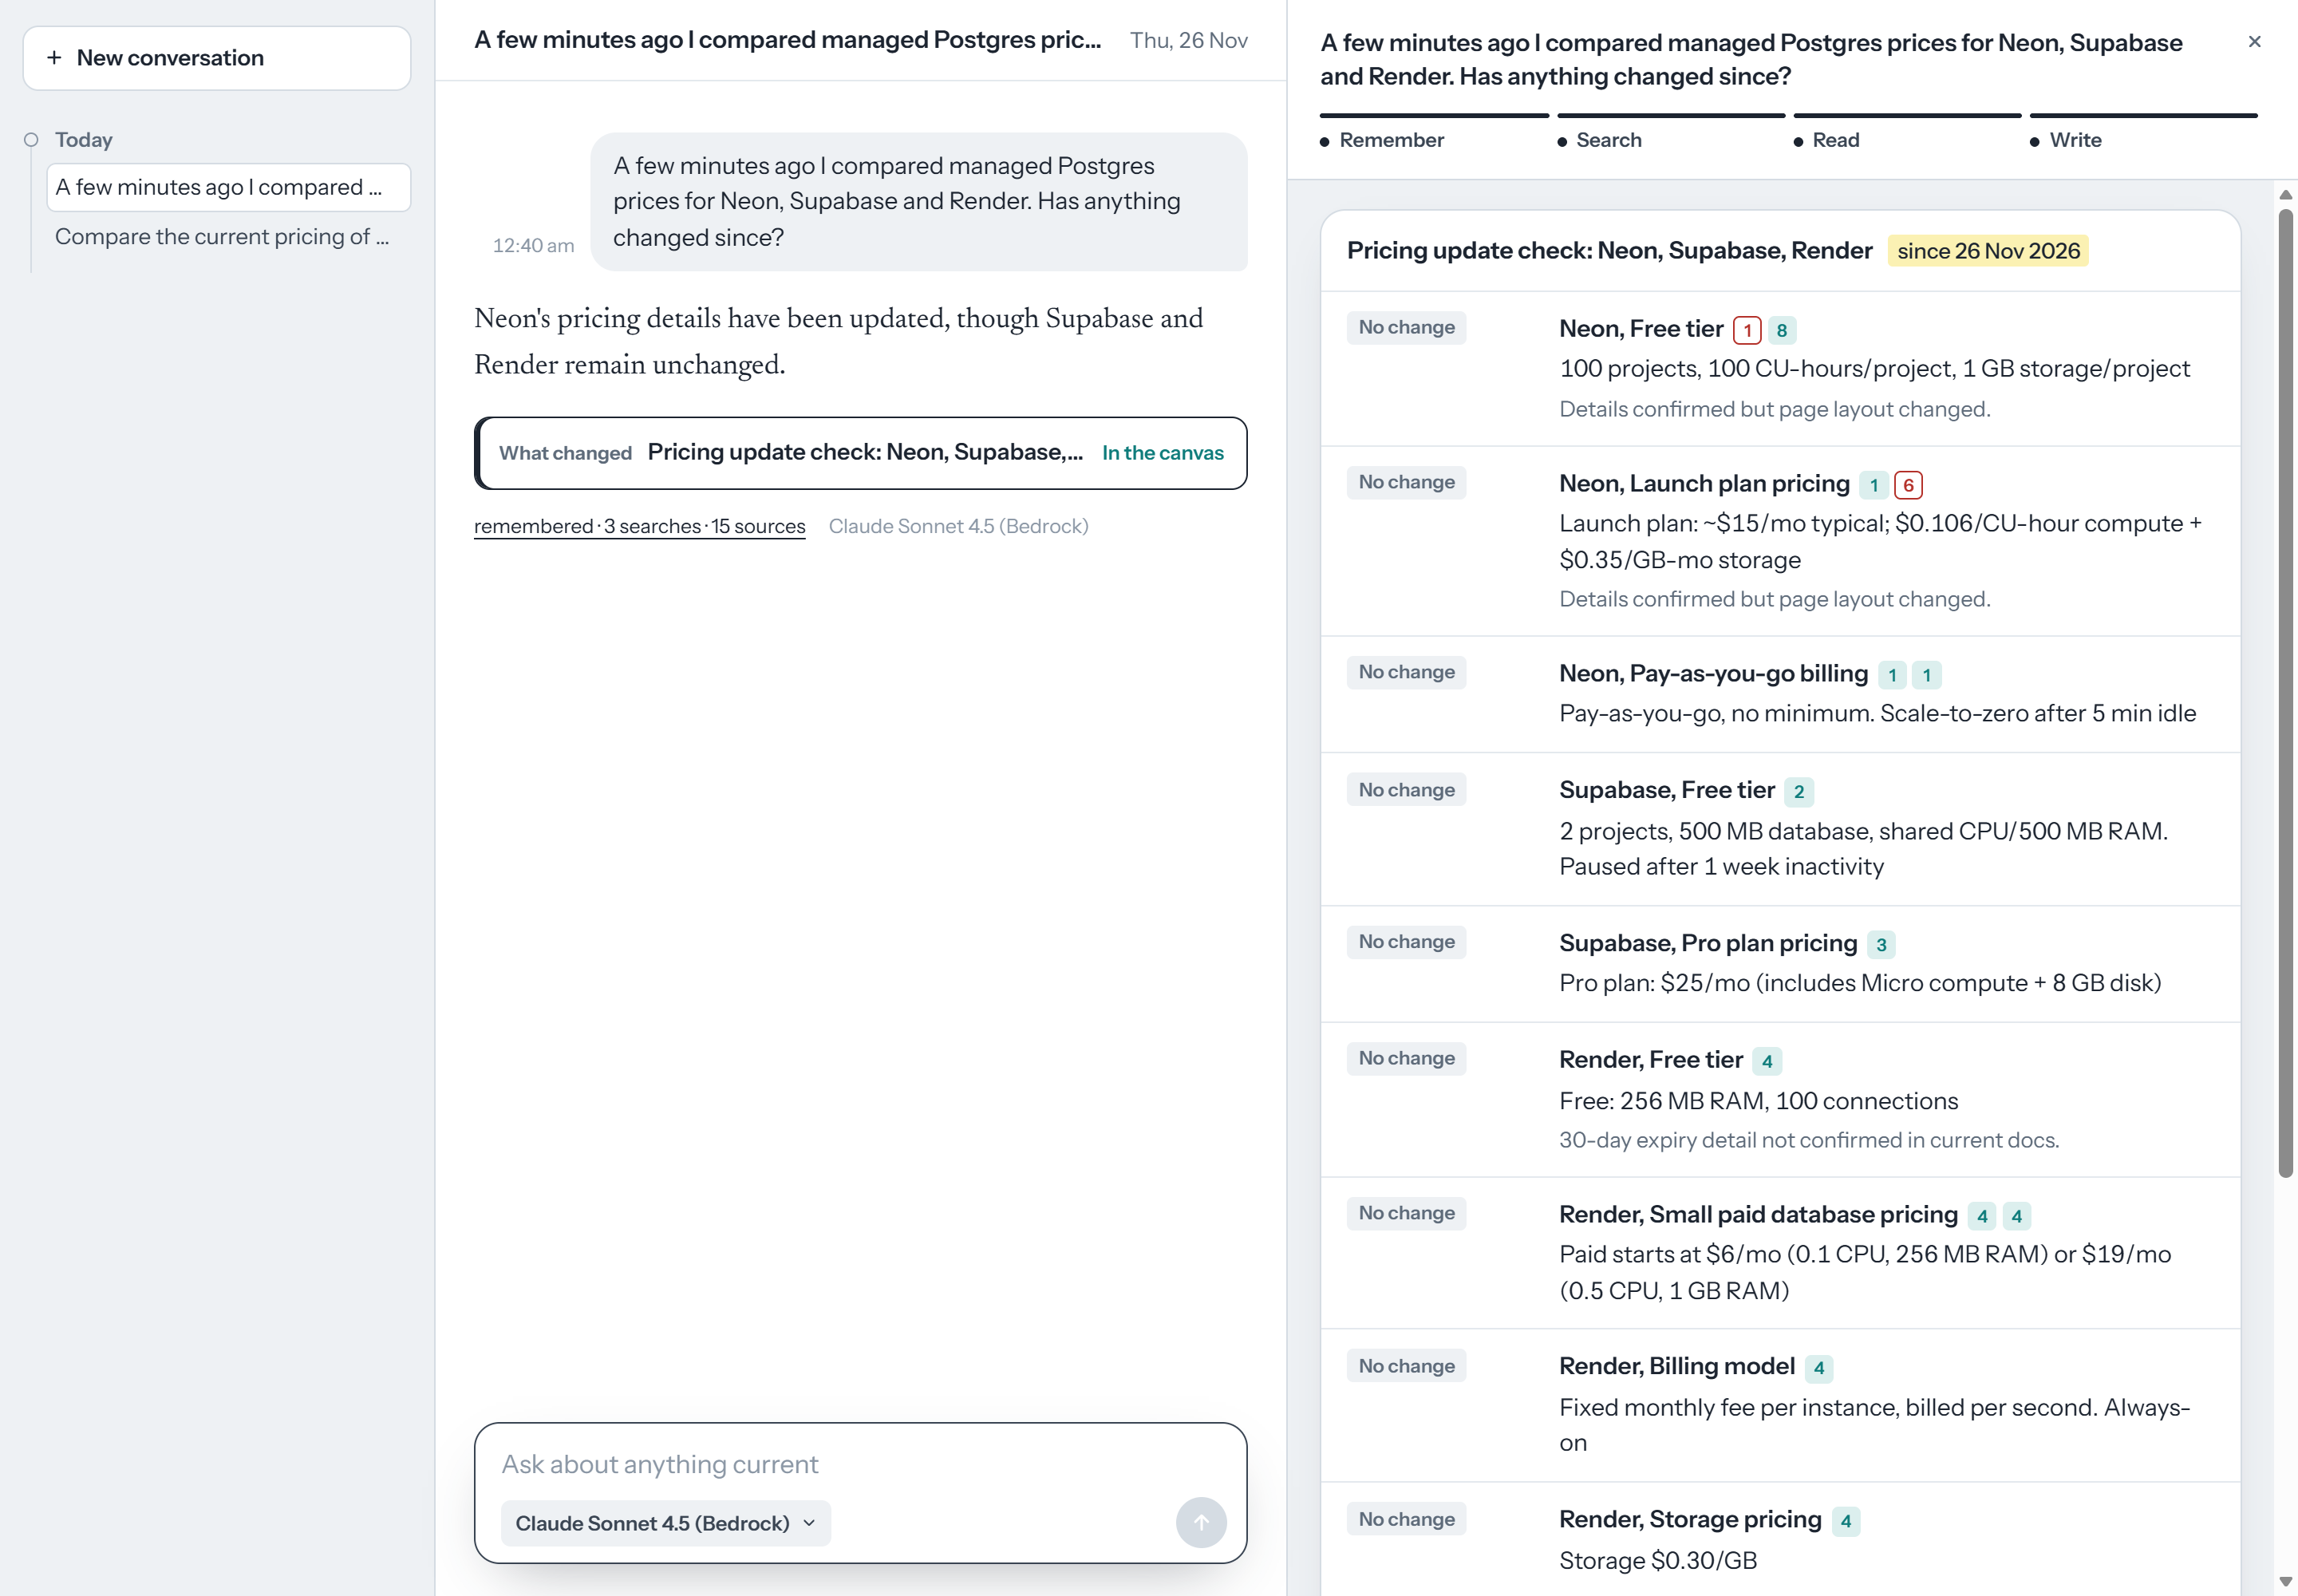 New conversation
Today
A few minutes ago I compared ...
Compare the current pricing of ...
A few minutes ago I compared managed Postgres pric...
Thu, 26 Nov
A few minutes ago I compared managed Postgres
prices for Neon, Supabase and Render. Has anything
changed since?
12:40 am
Neon's pricing details have been updated, though Supabase and
Render remain unchanged.
What changed Pricing update check: Neon, Supabase,... In the canvas
remembered · 3 searches · 15 sources Claude Sonnet 4.5 (Bedrock)
Ask about anything current
Claude Sonnet 4.5 (Bedrock)
A few minutes ago I compared managed Postgres prices for Neon, Supabase
and Render. Has anything changed since?
Remember Search Read Write
Pricing update check: Neon, Supabase, Render since 26 Nov 2026
No change Neon, Free tier 1 8
100 projects, 100 CU-hours/project, 1 GB storage/project
Details confirmed but page layout changed.
No change Neon, Launch plan pricing 1 6
Launch plan: ~$15/mo typical; $0.106/CU-hour compute +
$0.35/GB-mo storage
Details confirmed but page layout changed.
No change Neon, Pay-as-you-go billing 1 1
Pay-as-you-go, no minimum. Scale-to-zero after 5 min idle
No change Supabase, Free tier 2
2 projects, 500 MB database, shared CPU/500 MB RAM.
Paused after 1 week inactivity
No change Supabase, Pro plan pricing 3
Pro plan: $25/mo (includes Micro compute + 8 GB disk)
No change Render, Free tier 4
Free: 256 MB RAM, 100 connections
30-day expiry detail not confirmed in current docs.
No change Render, Small paid database pricing 4 4
Paid starts at $6/mo (0.1 CPU, 256 MB RAM) or $19/mo
(0.5 CPU, 1 GB RAM)
No change Render, Billing model 4
Fixed monthly fee per instance, billed per second. Always-
on
No change Render, Storage pricing 4
Storage $0.30/GB